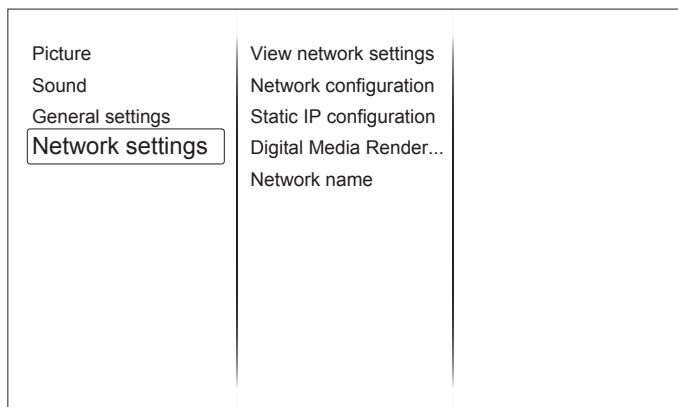 Picture
Sound
General settings
Network settings
View network settings
Network configuration
Static IP configuration
Digital Media Render...
Network name